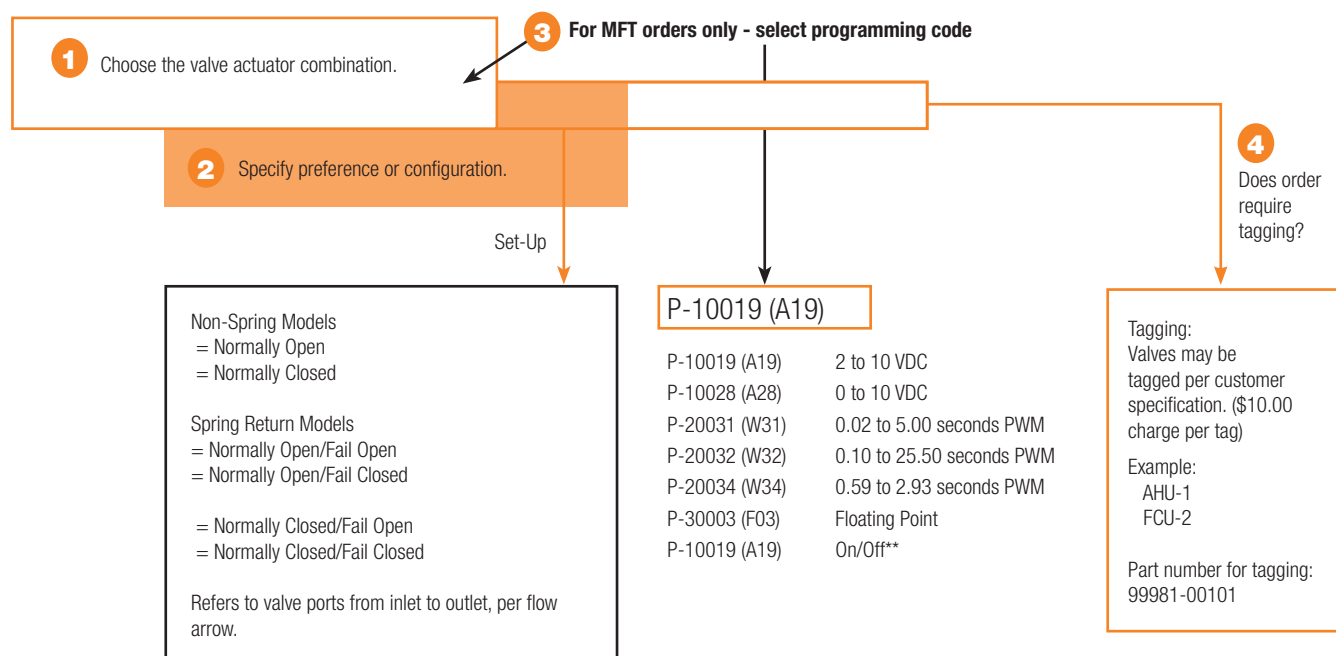 1 Choose the valve actuator combination.
3 For MFT orders only - select programming code
2 Specify preference or configuration.
Set-Up
4
Does order
require
tagging?
Non-Spring Models
= Normally Open
= Normally Closed
Spring Return Models
= Normally Open/Fail Open
= Normally Open/Fail Closed
= Normally Closed/Fail Open
= Normally Closed/Fail Closed
Refers to valve ports from inlet to outlet, per flow
arrow.
P-10019 (A19)
P-10019 (A19) 2 to 10 VDC
P-10028 (A28) 0 to 10 VDC
P-20031 (W31) 0.02 to 5.00 seconds PWM
P-20032 (W32) 0.10 to 25.50 seconds PWM
P-20034 (W34) 0.59 to 2.93 seconds PWM
P-30003 (F03) Floating Point
P-10019 (A19) On/Off**
Tagging:
Valves may be
tagged per customer
specification. ($10.00
charge per tag)
Example:
AHU-1
FCU-2
Part number for tagging:
99981-00101